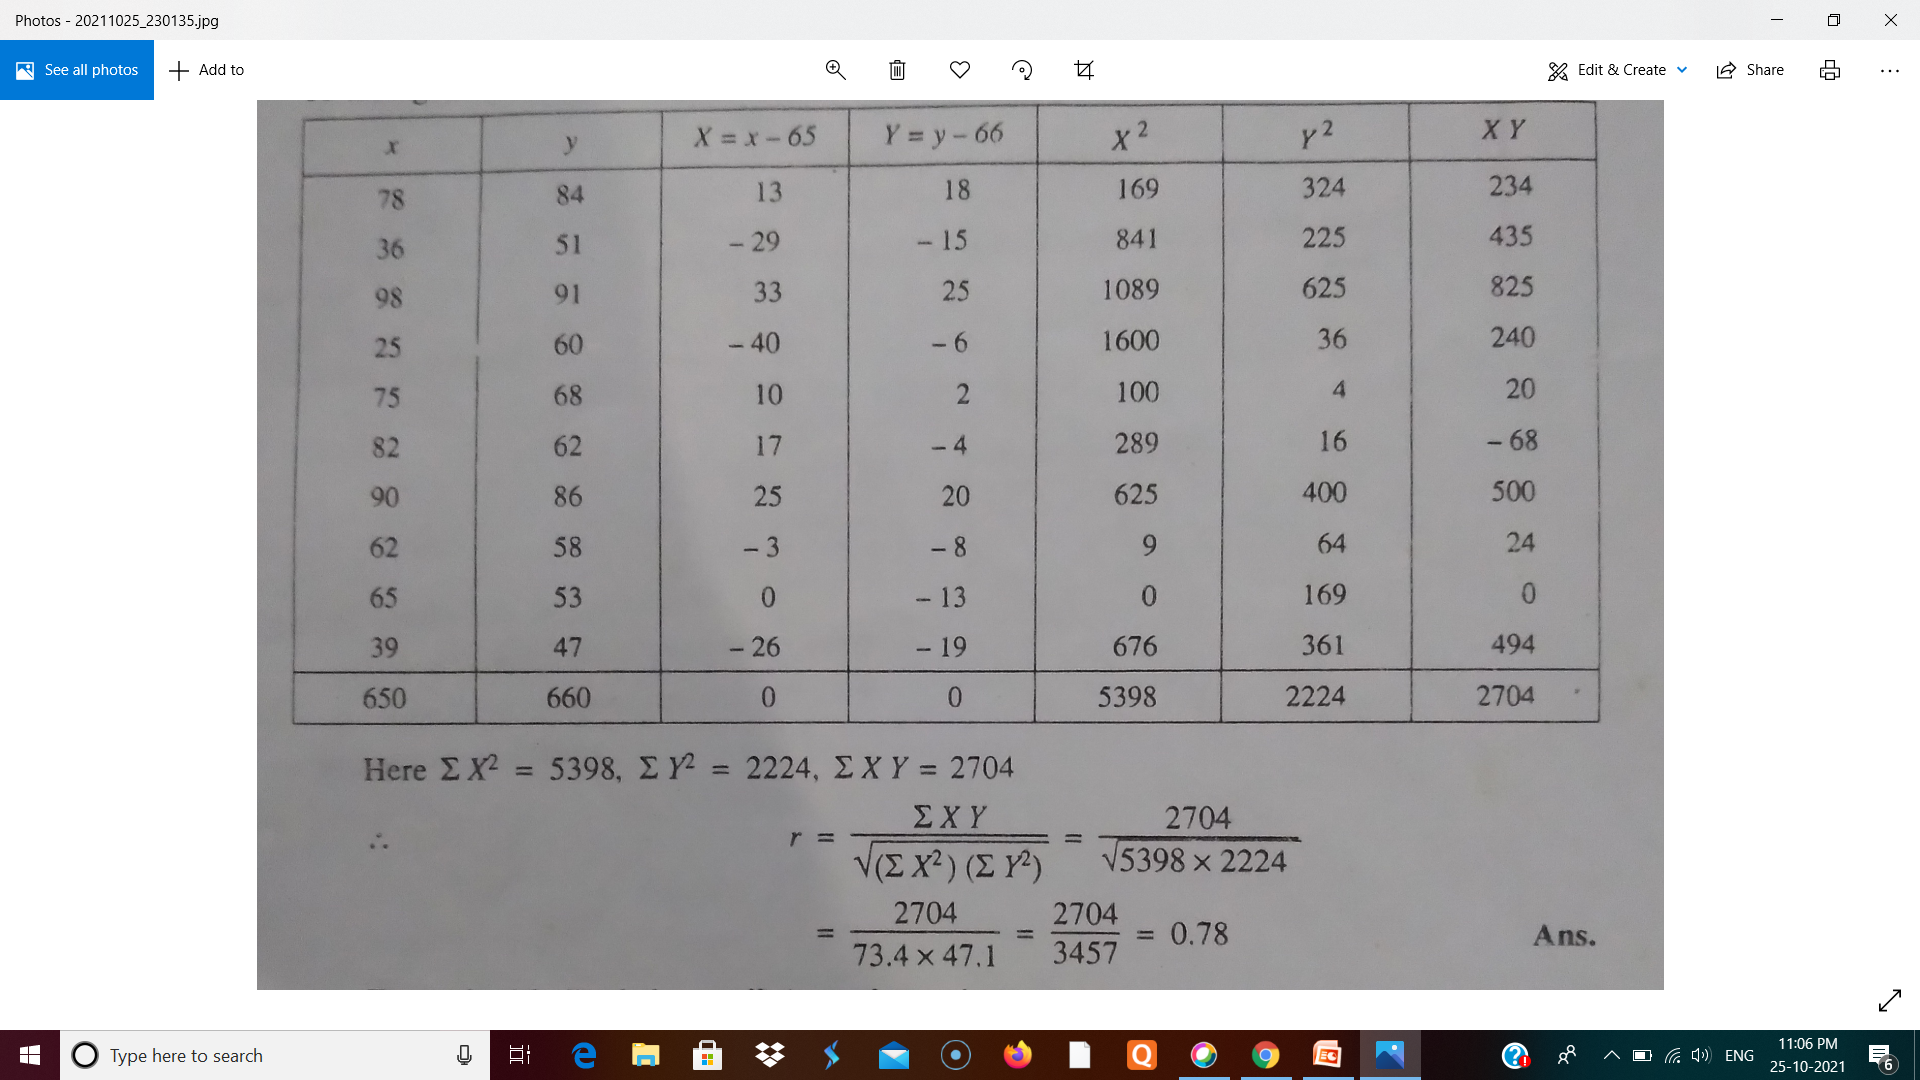 Photos - 20211025_230135.jpg
See all photos
Add to
Edit & Create
Share
x y X = x – 65 Y = y – 66 X² Y² X Y
78 84 13 18 169 324 234
36 51 – 29 – 15 841 225 435
98 91 33 25 1089 625 825
25 60 – 40 – 6 1600 36 240
75 68 10 2 100 4 20
82 62 17 – 4 289 16 – 68
90 86 25 20 625 400 500
62 58 – 3 – 8 9 64 24
65 53 0 – 13 0 169 0
39 47 – 26 – 19 676 361 494
650 660 0 0 5398 2224 2704
Here Σ X² = 5398, Σ Y² = 2224, Σ X Y = 2704
∴ r = Σ X Y / √(Σ X²) (Σ Y²) = 2704 / √5398 × 2224
= 2704 / 73.4 × 47.1 = 2704 / 3457 = 0.78 Ans.
Type here to search
ENG
11:06 PM
25-10-2021
6